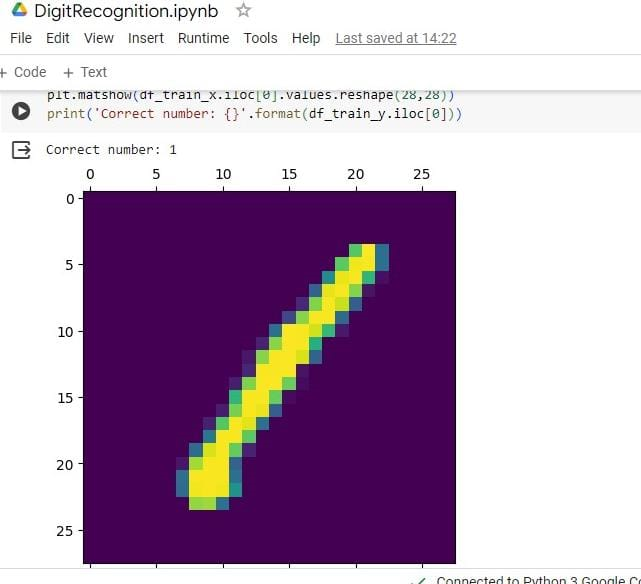 DigitRecognition.ipynb
File Edit View Insert Runtime Tools Help Last saved at 14:22
+ Code + Text
plt.matshow(df_train_x.iloc[0].values.reshape(28,28))
print('Correct number: {}'.format(df_train_y.iloc[0]))
Correct number: 1
0 5 10 15 20 25
0
5
10
15
20
25
Connected to Python 3 Google